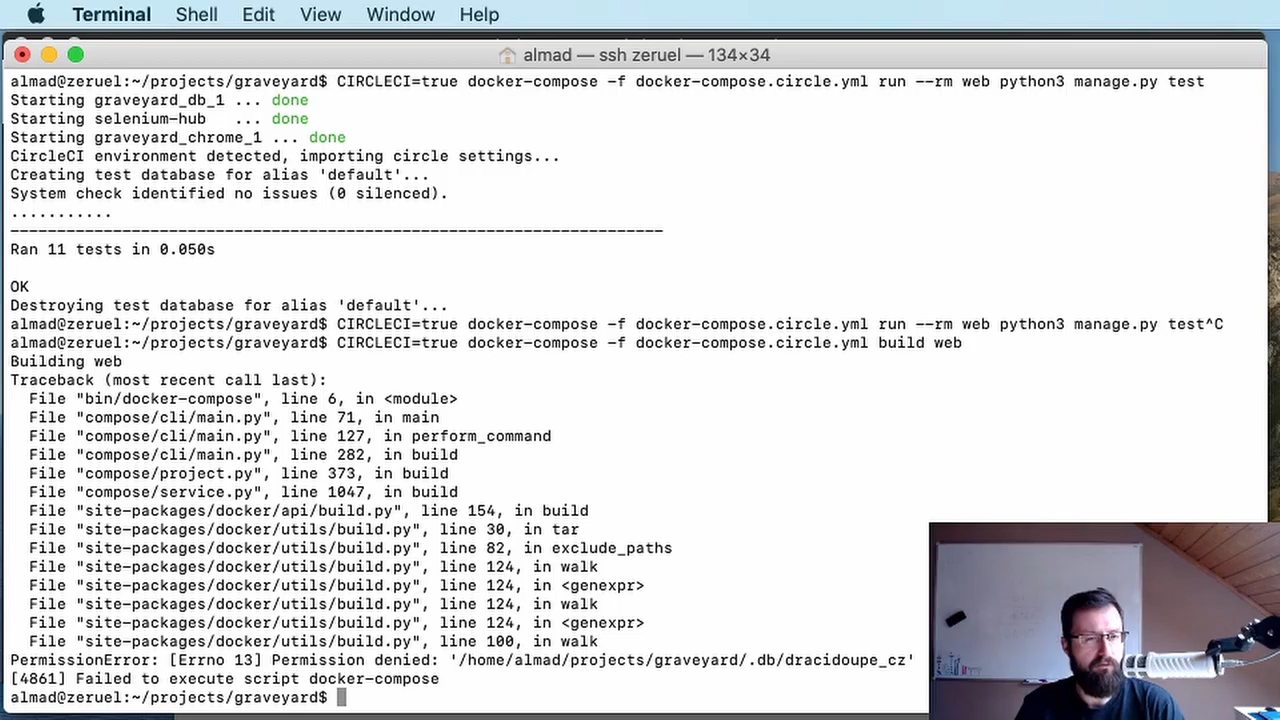 Terminal Shell Edit View Window Help
almad — ssh zeruel — 134×34
almad@zeruel:~/projects/graveyard$ CIRCLECI=true docker-compose -f docker-compose.circle.yml run --rm web python3 manage.py test
Starting graveyard_db_1 ... done
Starting selenium-hub   ... done
Starting graveyard_chrome_1 ... done
CircleCI environment detected, importing circle settings...
Creating test database for alias 'default'...
System check identified no issues (0 silenced).
...........
----------------------------------------------------------------------
Ran 11 tests in 0.050s
OK
Destroying test database for alias 'default'...
almad@zeruel:~/projects/graveyard$ CIRCLECI=true docker-compose -f docker-compose.circle.yml run --rm web python3 manage.py test^C
almad@zeruel:~/projects/graveyard$ CIRCLECI=true docker-compose -f docker-compose.circle.yml build web
Building web
Traceback (most recent call last):
  File "bin/docker-compose", line 6, in <module>
  File "compose/cli/main.py", line 71, in main
  File "compose/cli/main.py", line 127, in perform_command
  File "compose/cli/main.py", line 282, in build
  File "compose/project.py", line 373, in build
  File "compose/service.py", line 1047, in build
  File "site-packages/docker/api/build.py", line 154, in build
  File "site-packages/docker/utils/build.py", line 30, in tar
  File "site-packages/docker/utils/build.py", line 82, in exclude_paths
  File "site-packages/docker/utils/build.py", line 124, in walk
  File "site-packages/docker/utils/build.py", line 124, in <genexpr>
  File "site-packages/docker/utils/build.py", line 124, in walk
  File "site-packages/docker/utils/build.py", line 124, in <genexpr>
  File "site-packages/docker/utils/build.py", line 100, in walk
PermissionError: [Errno 13] Permission denied: '/home/almad/projects/graveyard/.db/dracidoupe_cz'
[4861] Failed to execute script docker-compose
almad@zeruel:~/projects/graveyard$